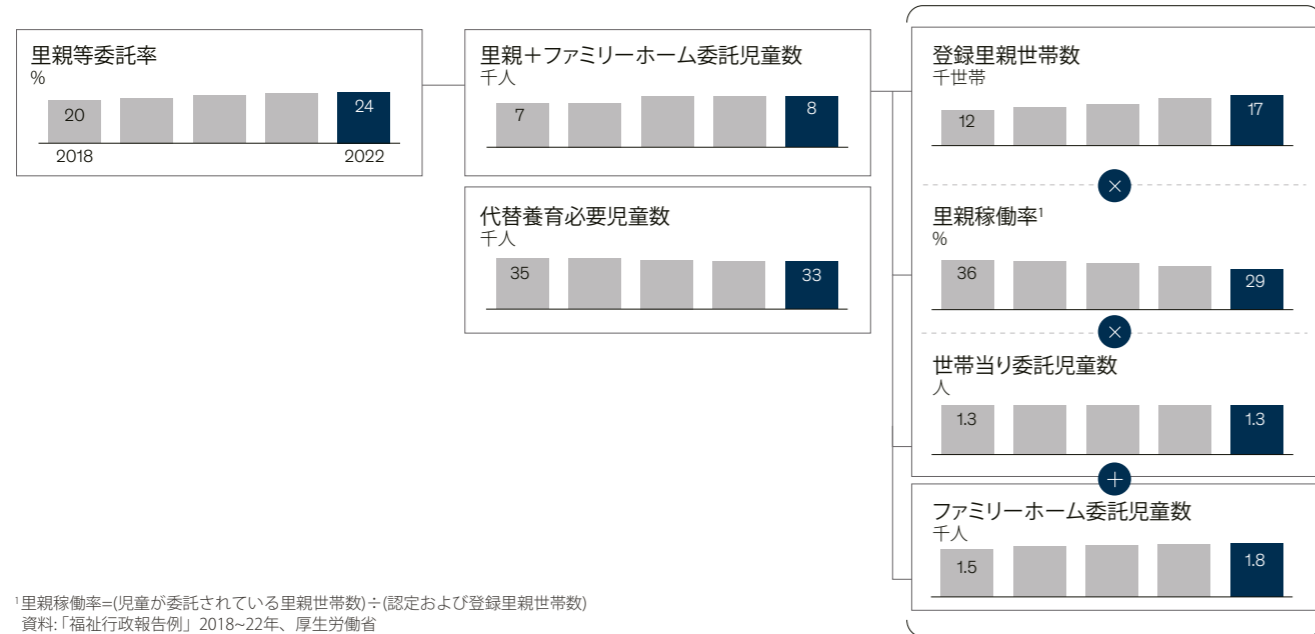 里親等委託率
%
20
24
2018
2022
里親＋ファミリーホーム委託児童数
千人
7
8
代替養育必要児童数
千人
35
33
登録里親世帯数
千世帯
12
17
×
里親稼働率¹
%
36
29
×
世帯当り委託児童数
人
1.3
1.3
+
ファミリーホーム委託児童数
千人
1.5
1.8
¹里親稼働率=(児童が委託されている里親世帯数)÷(認定および登録里親世帯数)
資料:「福祉行政報告例」2018~22年、厚生労働省